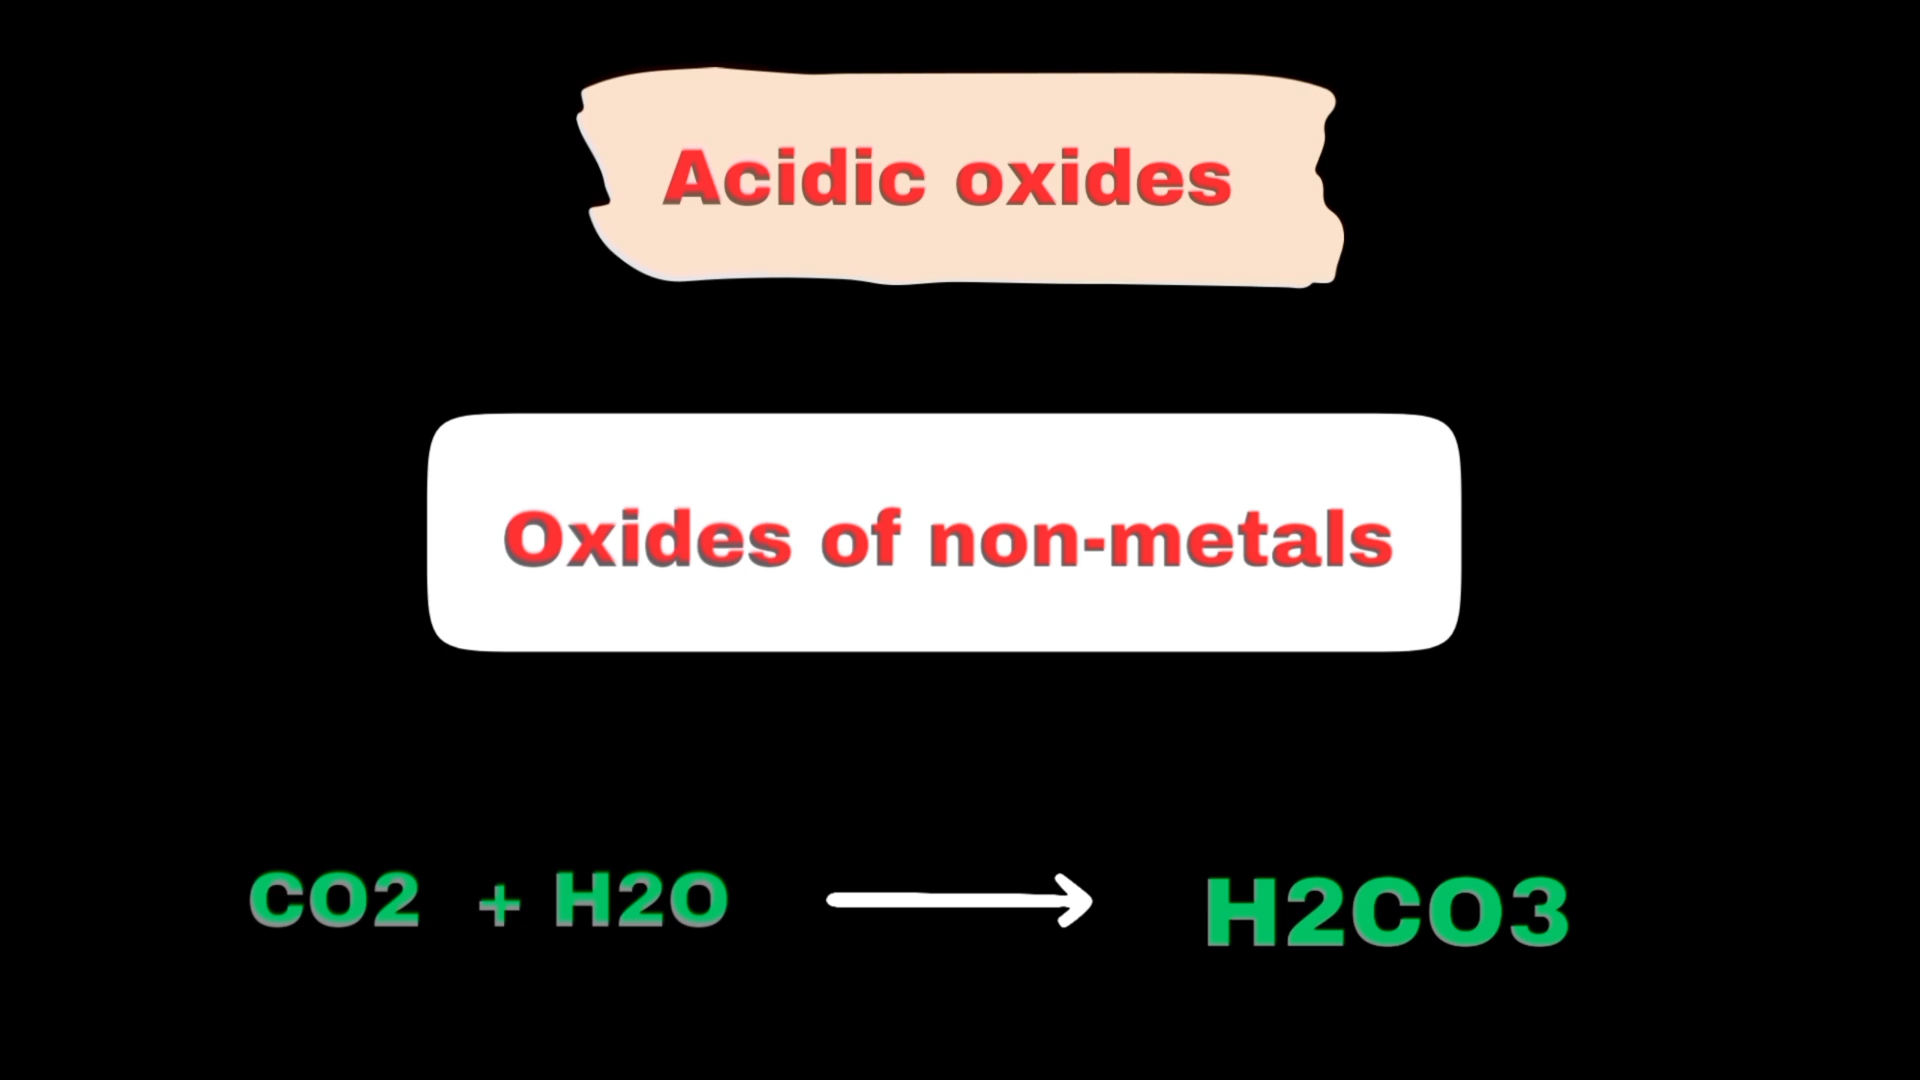 Acidic oxides
Oxides of non-metals
CO2 + H2O → H2CO3